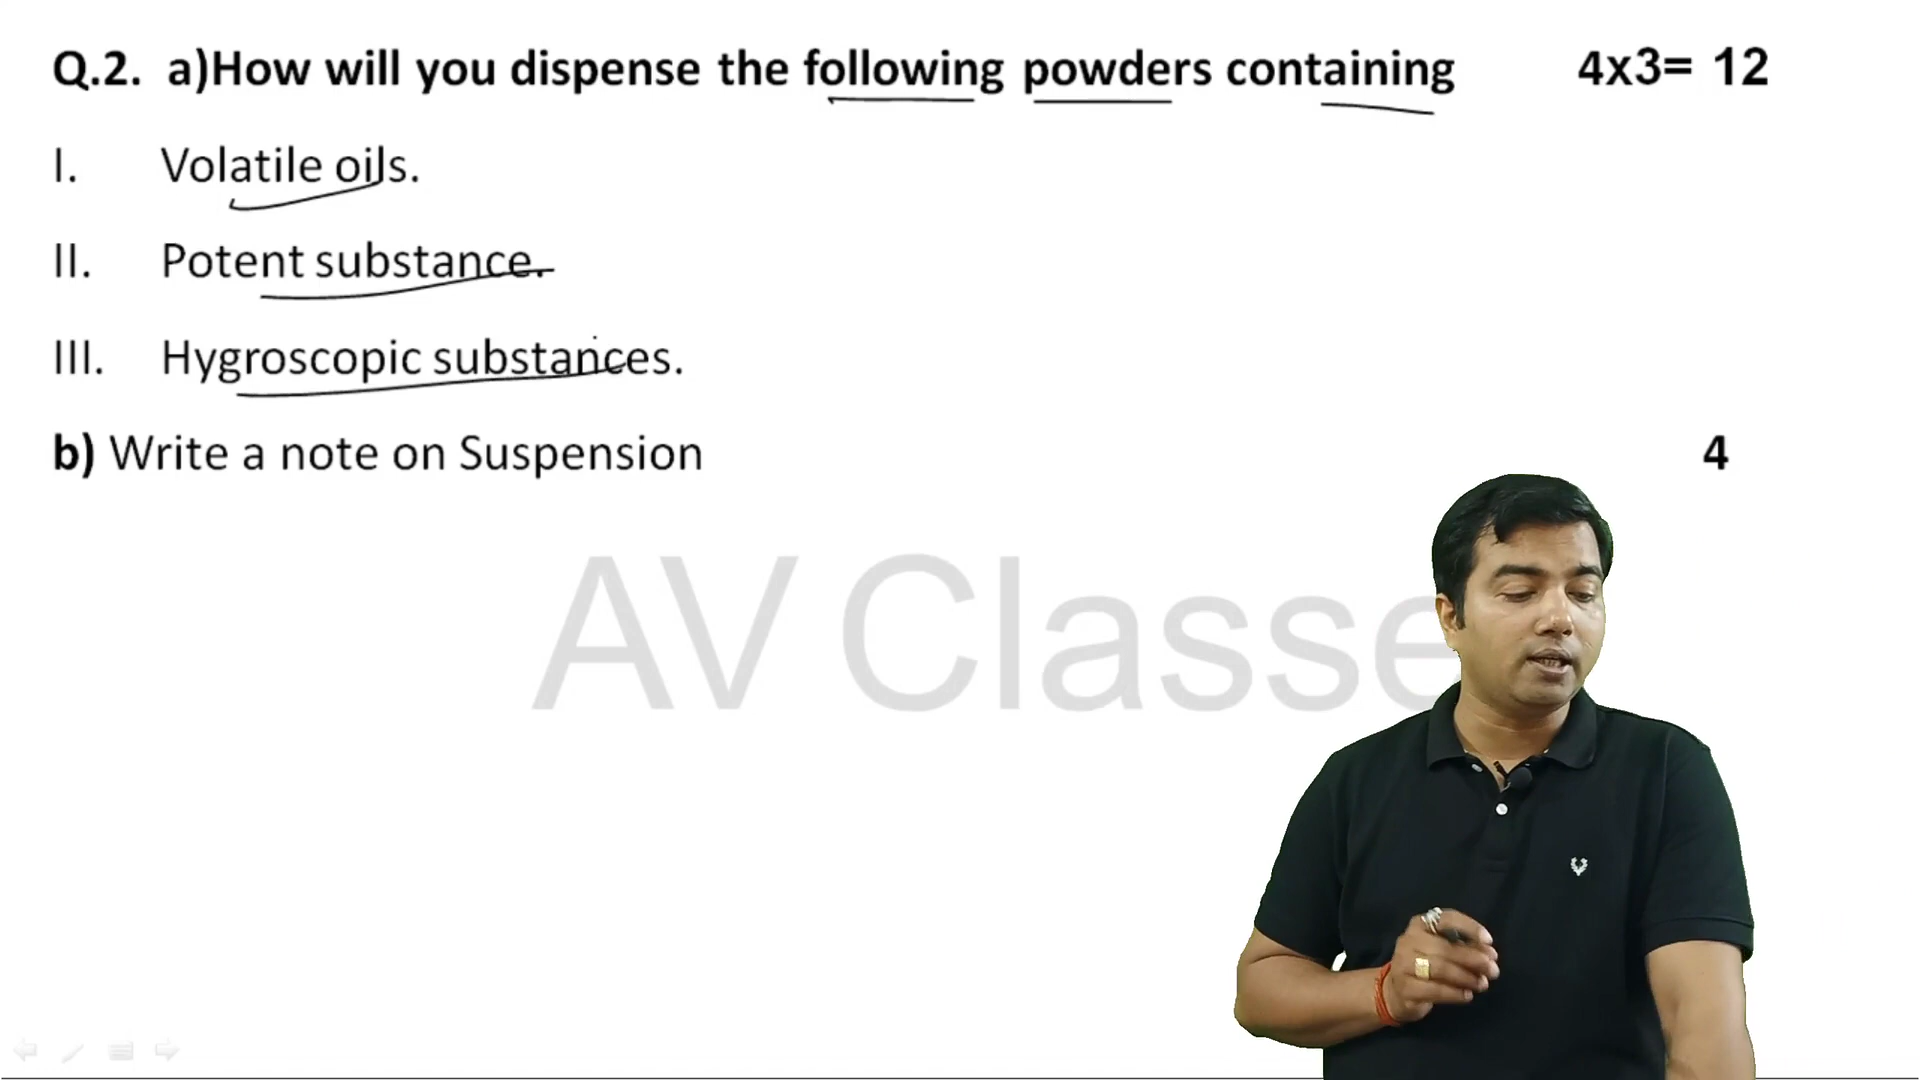 Q.2. a)How will you dispense the following powders containing 4x3= 12
I. Volatile oils.
II. Potent substance.
III. Hygroscopic substances.
b) Write a note on Suspension 4
AV Classe